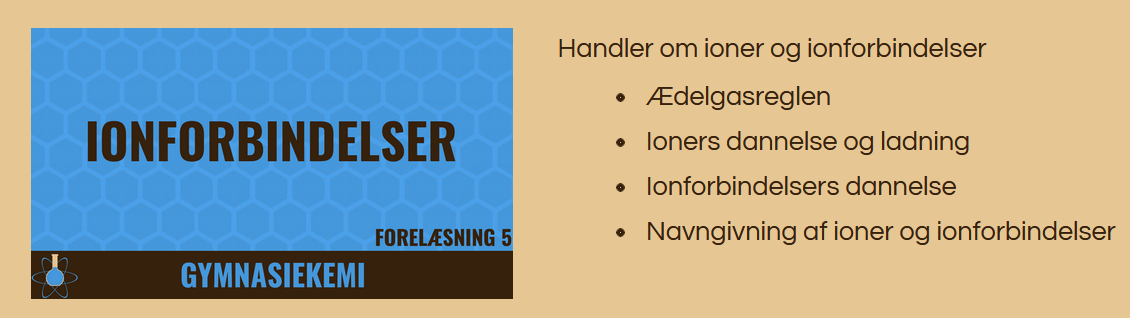 IONFORBINDELSER
FORELÆSNING 5
GYMNASIEKEMI
Handler om ioner og ionforbindelser
Ædelgasreglen
Ioners dannelse og ladning
Ionforbindelsers dannelse
Navngivning af ioner og ionforbindelser